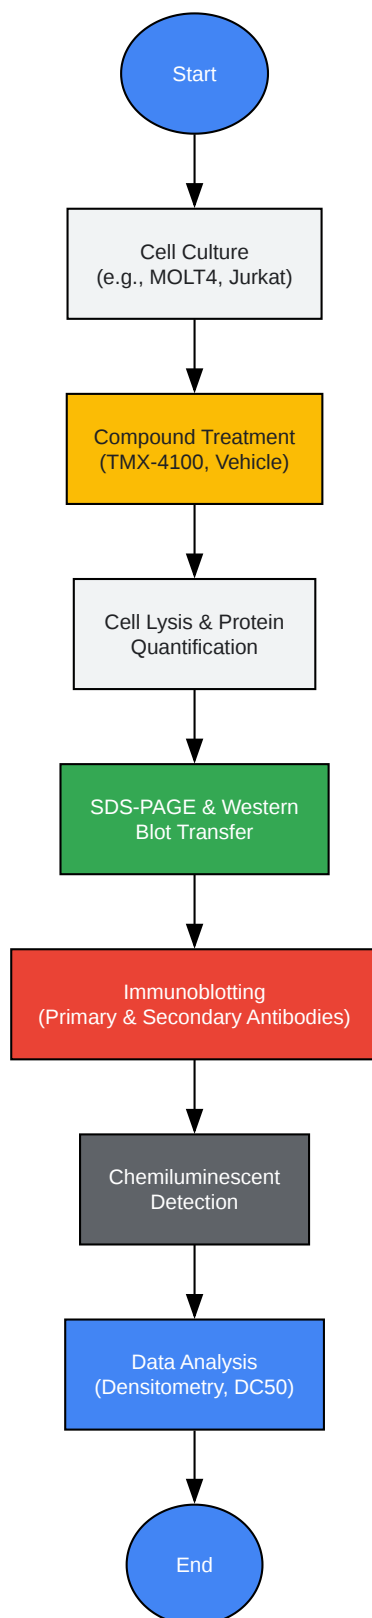 Start
Cell Culture
(e.g., MOLT4, Jurkat)
Compound Treatment
(TMX-4100, Vehicle)
Cell Lysis & Protein
Quantification
SDS-PAGE & Western
Blot Transfer
Immunoblotting
(Primary & Secondary Antibodies)
Chemiluminescent
Detection
Data Analysis
(Densitometry, DC50)
End